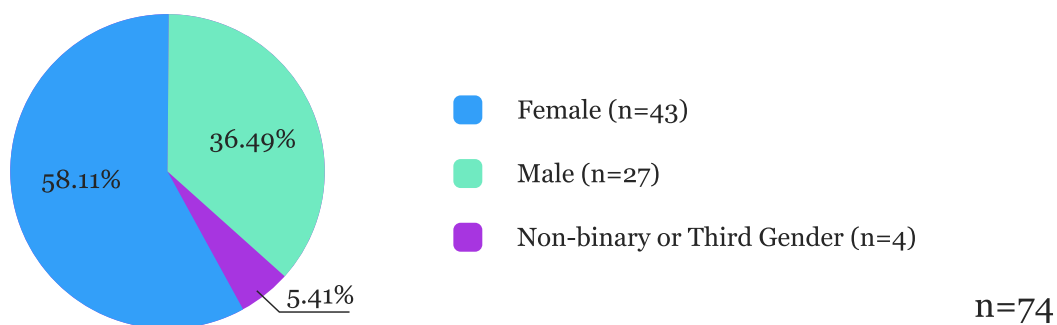 36.49%
58.11%
5.41%
Female (n=43)
Male (n=27)
Non-binary or Third Gender (n=4)
n=74